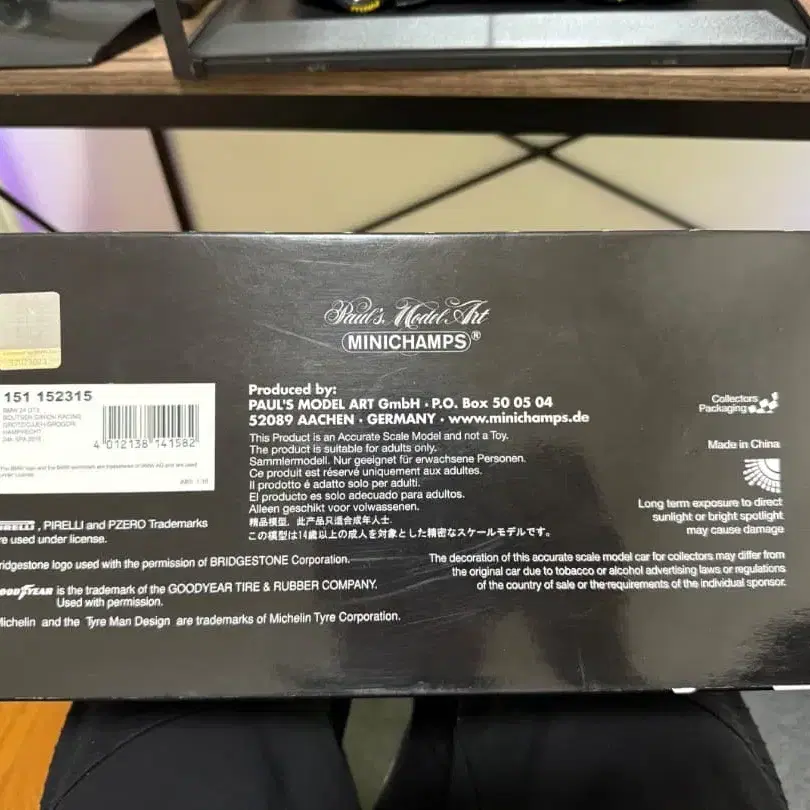 Paul's Model Art
MINICHAMPS®
151 152315
BMW Z4 GT3
BOUTSEN GINION RACING
24h SPA 2015
4 012138 141582
Produced by:
PAUL'S MODEL ART GmbH · P.O. Box 50 05 04
52089 AACHEN · GERMANY · www.minichamps.de
This Product is an Accurate Scale Model and not a Toy.
The product is suitable for adults only.
Sammlermodell. Nur geeignet für erwachsene Personen.
Ce produit est réservé uniquement aux adultes.
Il prodotto é adatto solo per adulti.
El producto es solo adecuado para adultos.
Alleen geschikt voor volwassenen.
精品模型, 此产品只适合成年人士.
この模型は14歳以上の成人を対象とした精密なスケールモデルです。
Collectors
Packaging
Made in China
Long term exposure to direct
sunlight or bright spotlight
may cause damage
, PIRELLI and PZERO Trademarks
used under license.
logo used with the permission of BRIDGESTONE Corporation.
is the trademark of the GOODYEAR TIRE & RUBBER COMPANY.
Used with permission.
and the Tyre Man Design are trademarks of Michelin Tyre Corporation.
The decoration of this accurate scale model car for collectors may differ from
the original car due to tobacco or alcohol advertising laws or regulations
of the country of sale or the requirements of the individual sponsor.